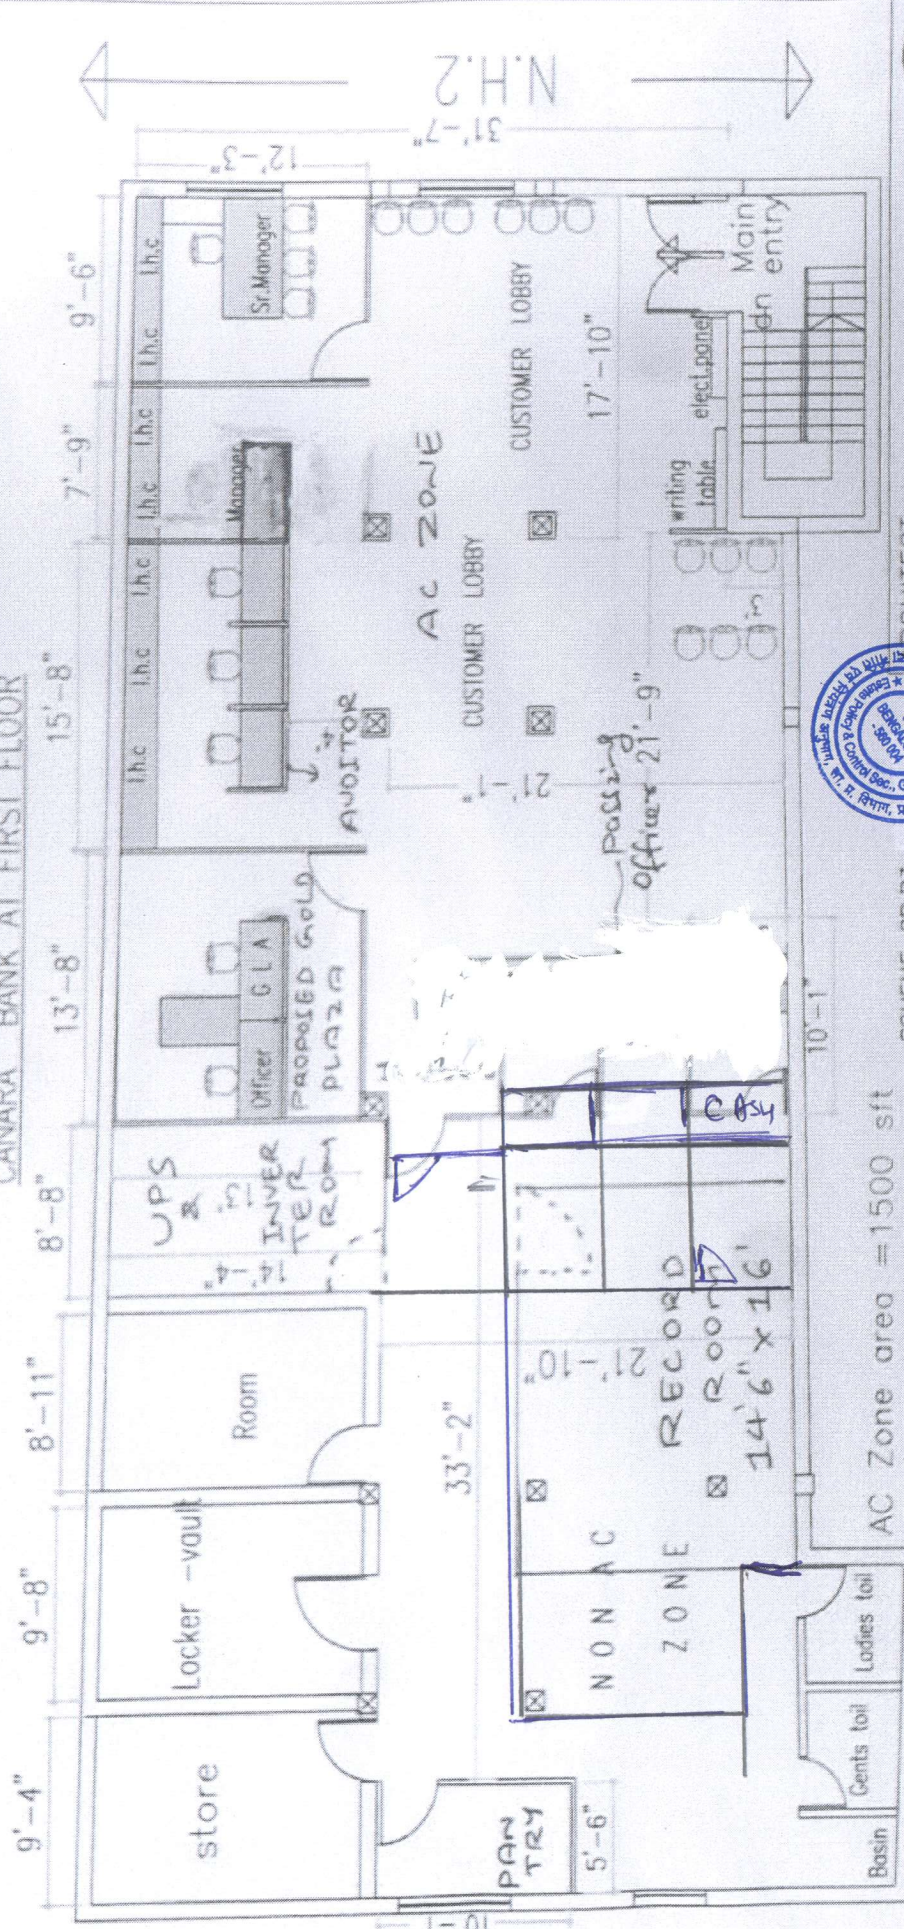 CANARA BANK AT FIRST FLOOR
9'-4"
9'-8"
8'-11"
8'-8"
13'-8"
15'-8"
7'-9"
9'-6"
l.h.c
l.h.c
l.h.c
l.h.c
l.h.c
l.h.c
l.h.c
store
Locker -vault
Room
UPS
&
INVER
TER
ROOM
Officer
G L A
PROPOSED GOLD
PLAZA
AUDITOR
Manager
Sr.Manager
12'-3"
31'-7"
N.H.2
AC ZONE
CUSTOMER LOBBY
CUSTOMER LOBBY
17'-10"
21'-1"
21'-9"
passing
officer
33'-2"
21'-10"
PAN
TRY
5'-6"
NON AC
ZONE
RECORD
ROOM
14'6" x 16'
CASH
10'-1"
writing
table
elect.panel
Main
entry
dn
Basin
Gents toil
Ladies toil
AC Zone area =1500 sft